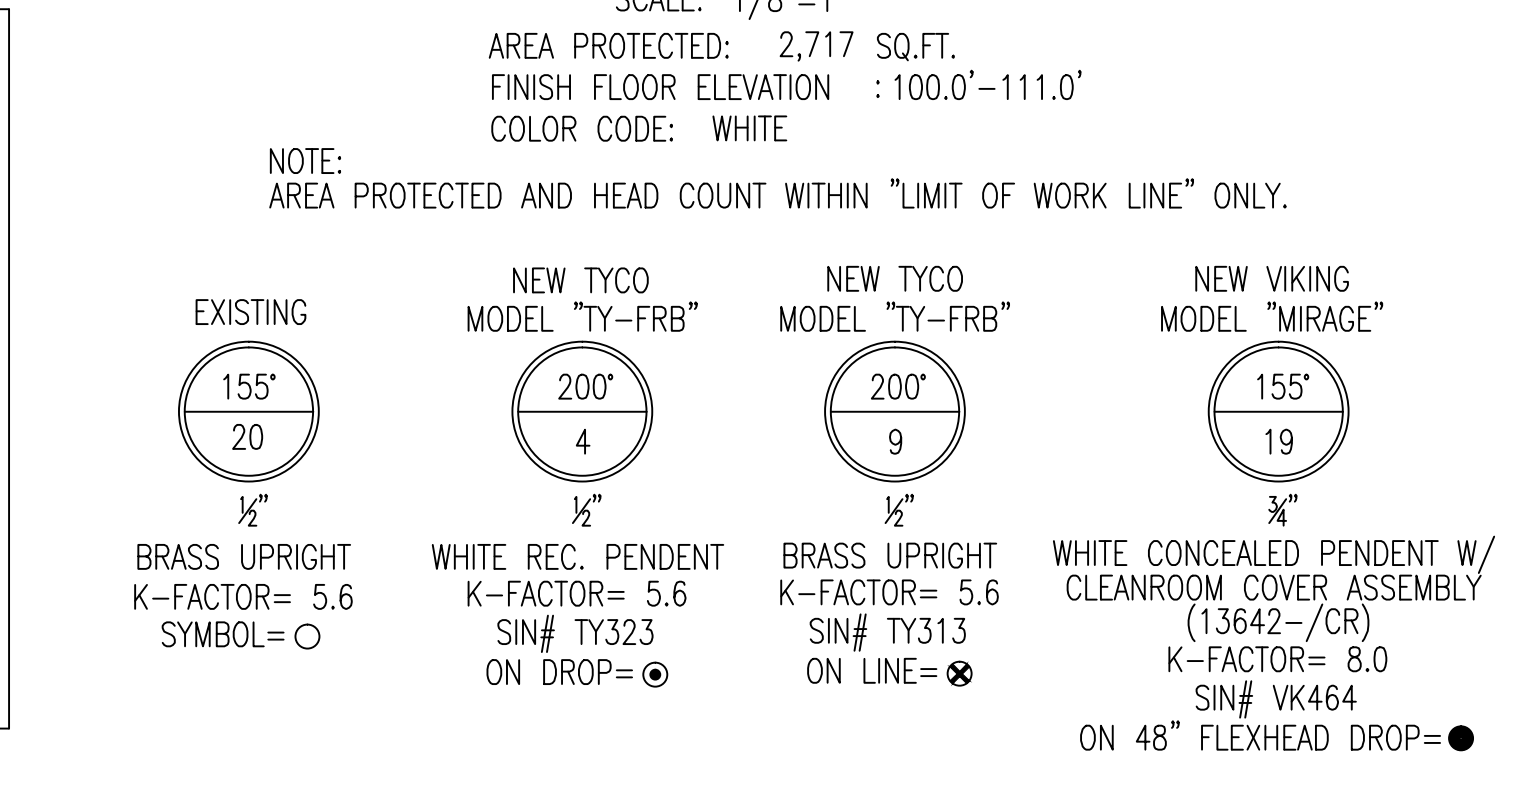 SCALE: 1/8"=1'
AREA PROTECTED: 2,717 SQ.FT.
FINISH FLOOR ELEVATION : 100.0'-111.0'
COLOR CODE: WHITE
NOTE:
AREA PROTECTED AND HEAD COUNT WITHIN "LIMIT OF WORK LINE" ONLY.
EXISTING
155°
20
½"
BRASS UPRIGHT
K-FACTOR= 5.6
SYMBOL=
NEW TYCO
MODEL "TY-FRB"
200°
4
½"
WHITE REC. PENDENT
K-FACTOR= 5.6
SIN# TY323
ON DROP=
NEW TYCO
MODEL "TY-FRB"
200°
9
½"
BRASS UPRIGHT
K-FACTOR= 5.6
SIN# TY313
ON LINE=
NEW VIKING
MODEL "MIRAGE"
155°
19
¾"
WHITE CONCEALED PENDENT W/
CLEANROOM COVER ASSEMBLY
(13642-/CR)
K-FACTOR= 8.0
SIN# VK464
ON 48" FLEXHEAD DROP=